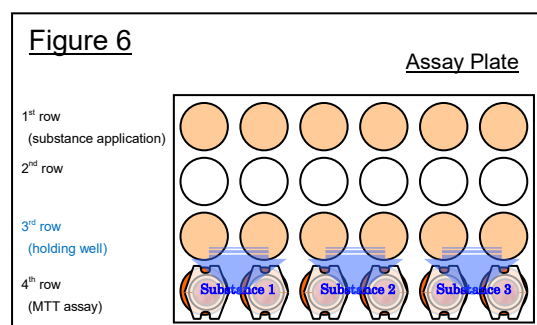 Figure 6
Assay Plate
1st row
(substance application)
2nd row
3rd row
(holding well)
4th row
(MTT assay)
Substance 1
Substance 2
Substance 3